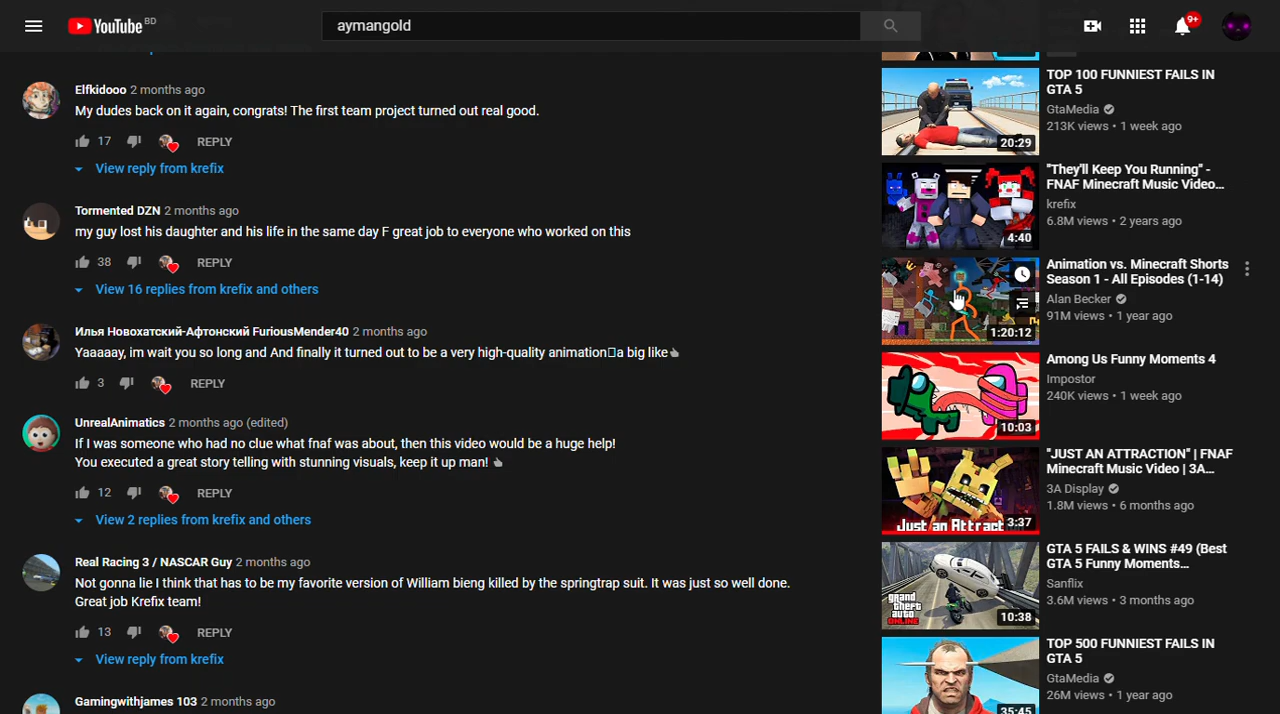 YouTube BD
aymangold
9+
Elfkidooo 2 months ago
My dudes back on it again, congrats! The first team project turned out real good.
17 REPLY
View reply from krefix
Tormented DZN 2 months ago
my guy lost his daughter and his life in the same day F great job to everyone who worked on this
38 REPLY
View 16 replies from krefix and others
Илья Новохатский-Афтонский FuriousMender40 2 months ago
Yaaaaay, im wait you so long and And finally it turned out to be a very high-quality animation□a big like
3 REPLY
UnrealAnimatics 2 months ago (edited)
If I was someone who had no clue what fnaf was about, then this video would be a huge help!
You executed a great story telling with stunning visuals, keep it up man!
12 REPLY
View 2 replies from krefix and others
Real Racing 3 / NASCAR Guy 2 months ago
Not gonna lie I think that has to be my favorite version of William bieng killed by the springtrap suit. It was just so well done.
Great job Krefix team!
13 REPLY
View reply from krefix
Gamingwithjames 103 2 months ago
20:29
TOP 100 FUNNIEST FAILS IN
GTA 5
GtaMedia
213K views • 1 week ago
4:40
"They'll Keep You Running" -
FNAF Minecraft Music Video...
krefix
6.8M views • 2 years ago
1:20:12
Animation vs. Minecraft Shorts
Season 1 - All Episodes (1-14)
Alan Becker
91M views • 1 year ago
10:03
Among Us Funny Moments 4
Impostor
240K views • 1 week ago
Just an Attract
3:37
"JUST AN ATTRACTION" | FNAF
Minecraft Music Video | 3A...
3A Display
1.8M views • 6 months ago
grand
theft
auto
ONLINE
10:38
GTA 5 FAILS & WINS #49 (Best
GTA 5 Funny Moments...
Sanflix
3.6M views • 3 months ago
35:45
TOP 500 FUNNIEST FAILS IN
GTA 5
GtaMedia
26M views • 1 year ago